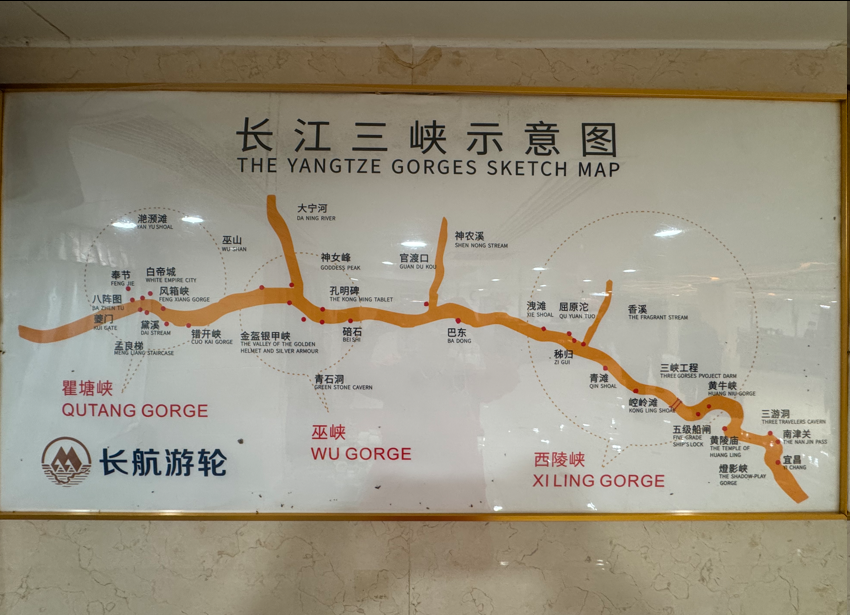 长江三峡示意图
THE YANGTZE GORGES SKETCH MAP
滟滪滩
YAN YU SHOAL
巫山
WU SHAN
大宁河
DA NING RIVER
神农溪
SHEN NONG STREAM
神女峰
GODDESS PEAK
官渡口
GUAN DU KOU
奉节
FENG JIE
白帝城
WHITE EMPIRE CITY
风箱峡
FENG XIANG GORGE
八阵图
BA ZHEN TU
夔门
KUI GATE
孔明碑
THE KONG MING TABLET
黛溪
DAI STREAM
错开峡
CUO KAI GORGE
孟良梯
MENG LIANG STAIRCASE
金盔银甲峡
THE VALLEY OF THE GOLDEN
HELMET AND SILVER ARMOUR
碚石
BEI SHI
巴东
BA DONG
洩滩
XIE SHOAL
屈原沱
QU YUAN TUO
香溪
THE FRAGRANT STREAM
秭归
ZI GUI
青滩
QIN SHOAL
青石洞
GREEN STONE CAVERN
三峡工程
THREE GORGES PVOJECT DARM
崆岭滩
KONG LING SHOAL
黄牛峡
HUANG NIU GORGE
三游洞
THREE TRAVELERS CAVERN
五级船闸
FINE-GRADE
SHIP'S LOCK
黄陵庙
THE TEMPLE OF
HUANG LING
南津关
THE NAN JIN PASS
宜昌
YI CHANG
燈影峡
THE SHADOW-PLAY
GORGE
瞿塘峡
QUTANG GORGE
巫峡
WU GORGE
西陵峡
XI LING GORGE
长航游轮